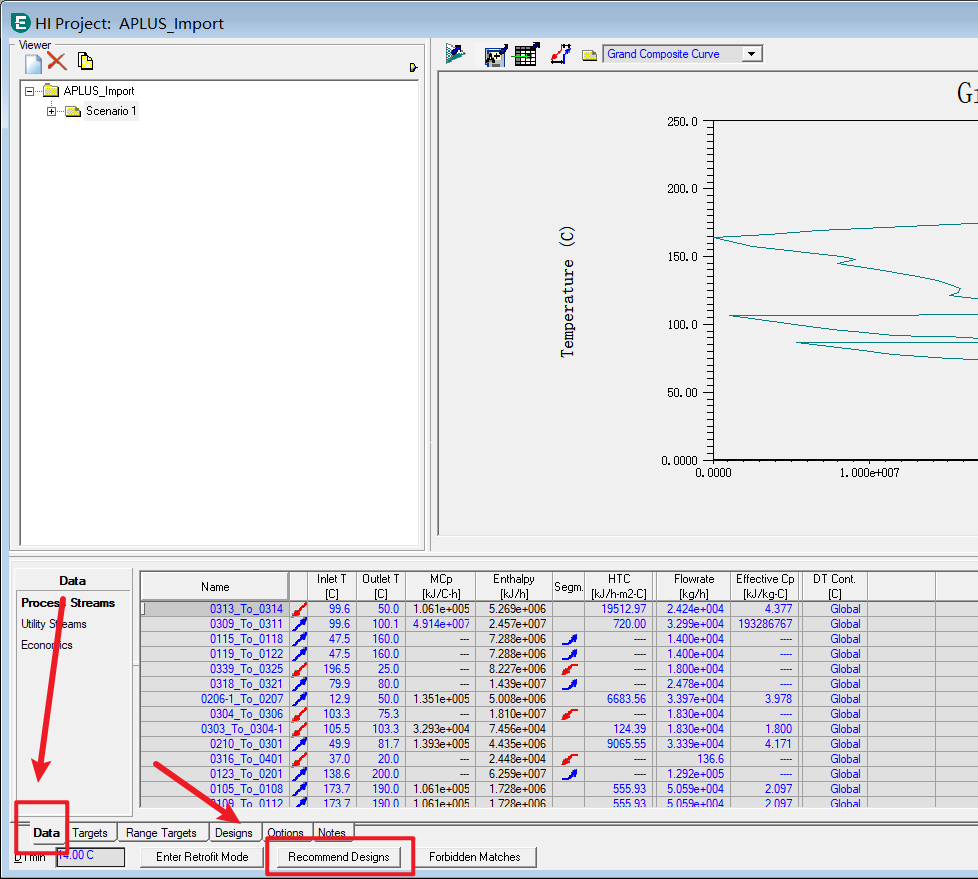 HI Project: APLUS_Import
Viewer
APLUS_Import
Scenario 1
Grand Composite Curve
250.0
200.0
150.0
100.0
50.00
0.0000
Temperature (C)
0.0000 1.000e+007
Data
Process Streams
Utility Streams
Economics
Name Inlet T [C] Outlet T [C] MCp [kJ/C-h] Enthalpy [kJ/h] Segm. HTC [kJ/h-m2-C] Flowrate [kg/h] Effective Cp [kJ/kg-C] DT Cont. [C]
0313_To_0314 99.6 50.0 1.061e+005 5.269e+006 19512.97 2.424e+004 4.377 Global
0309_To_0311 99.6 100.1 4.914e+007 2.457e+007 720.00 3.299e+004 193286767 Global
0115_To_0118 47.5 160.0 --- 7.288e+006 ---- 1.400e+004 ---- Global
0119_To_0122 47.5 160.0 --- 7.288e+006 ---- 1.400e+004 ---- Global
0339_To_0325 196.5 25.0 --- 8.227e+006 ---- 1.800e+004 ---- Global
0318_To_0321 79.9 80.0 --- 1.439e+007 ---- 2.478e+004 ---- Global
0206-1_To_0207 12.9 50.0 1.351e+005 5.008e+006 6683.56 3.397e+004 3.978 Global
0304_To_0306 103.3 75.3 --- 1.810e+007 ---- 1.830e+004 ---- Global
0303_To_0304-1 105.5 103.3 3.293e+004 7.456e+004 124.39 1.830e+004 1.800 Global
0210_To_0301 49.9 81.7 1.393e+005 4.435e+006 9065.55 3.339e+004 4.171 Global
0316_To_0401 37.0 20.0 --- 2.448e+004 ---- 136.6 ---- Global
0123_To_0201 138.6 200.0 --- 6.259e+007 ---- 1.292e+005 ---- Global
0105_To_0108 173.7 190.0 1.061e+005 1.728e+006 555.93 5.059e+004 2.097 Global
0109_To_0112 173.7 190.0 1.061e+005 1.728e+006 555.93 5.059e+004 2.097 Global
Data Targets Range Targets Designs Options Notes
DTmin 14.00 C Enter Retrofit Mode Recommend Designs Forbidden Matches